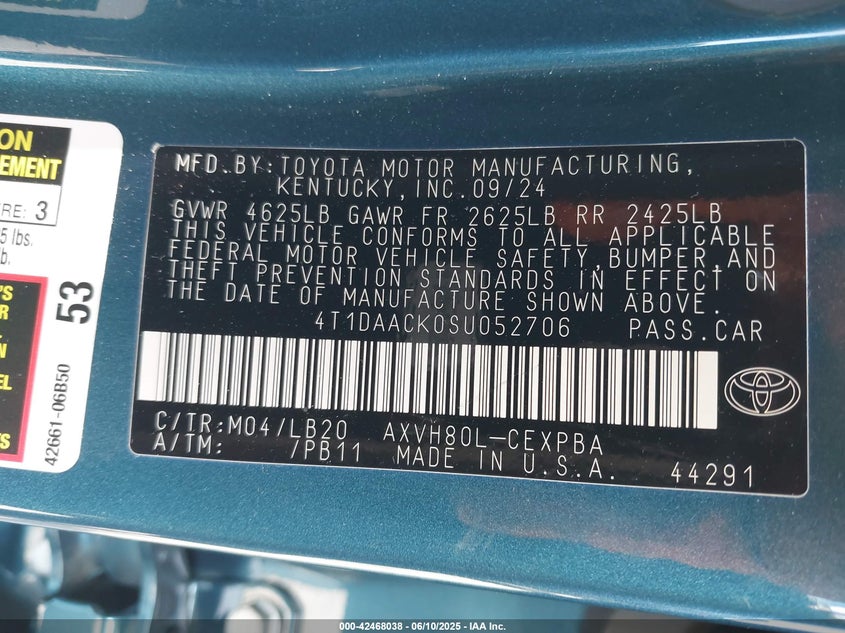 ON
EMENT
RE: 3
5 lbs.
b.
S
N
EL
S
53
42661-06B50
MFD.BY:TOYOTA MOTOR MANUFACTURING,
KENTUCKY,INC.09/24
GVWR 4625LB GAWR FR 2625LB RR 2425LB
THIS VEHICLE CONFORMS TO ALL APPLICABLE
FEDERAL MOTOR VEHICLE SAFETY,BUMPER,AND
THEFT PREVENTION STANDARDS IN EFFECT ON
THE DATE OF MANUFACTURE SHOWN ABOVE.
4T1DAACK0SU052706 PASS.CAR
C/TR:M04/LB20 AXVH80L-CEXPBA
A/TM: /PB11 MADE IN U.S.A. 44291
000-42468038 - 06/10/2025 - IAA Inc.